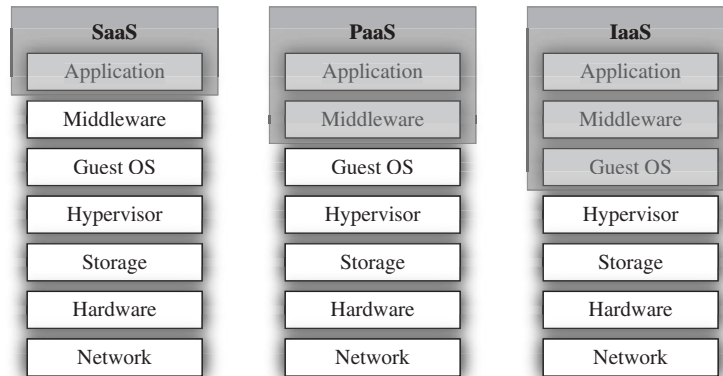 SaaS
Application
Middleware
Guest OS
Hypervisor
Storage
Hardware
Network
PaaS
Application
Middleware
Guest OS
Hypervisor
Storage
Hardware
Network
IaaS
Application
Middleware
Guest OS
Hypervisor
Storage
Hardware
Network